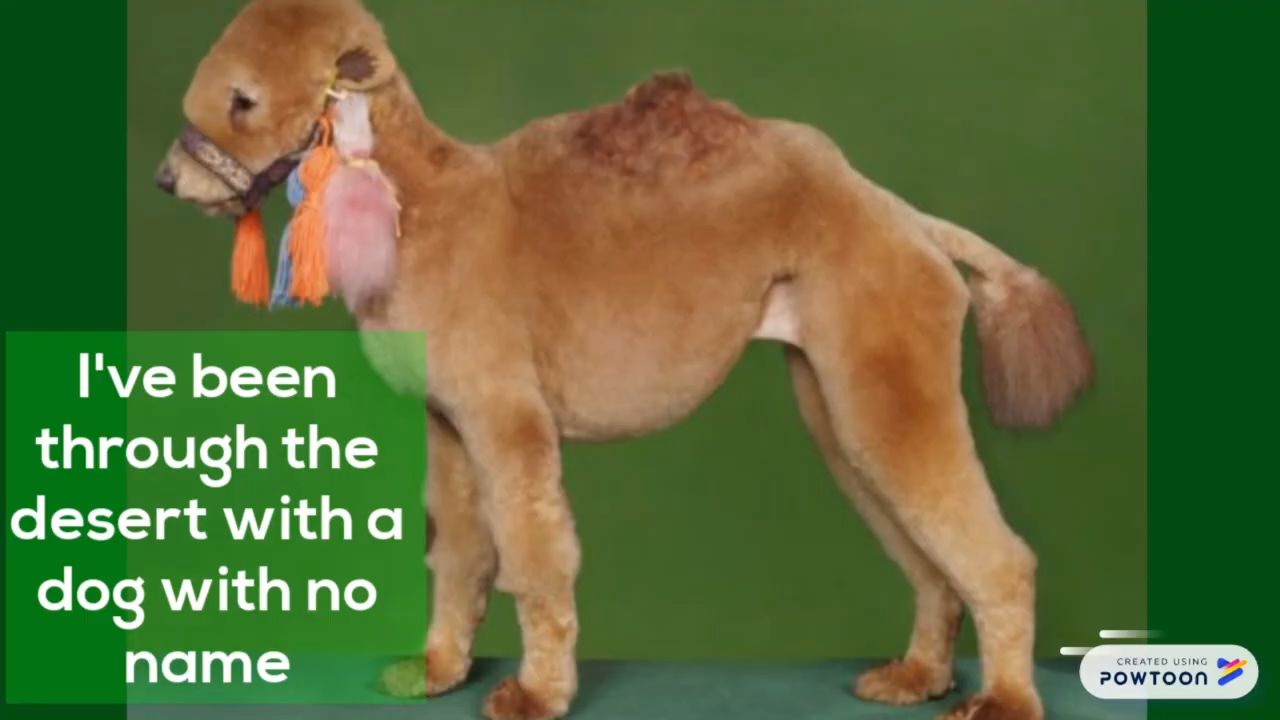 I've been
through the
desert with a
dog with no
name
CREATED USING
POWTOON